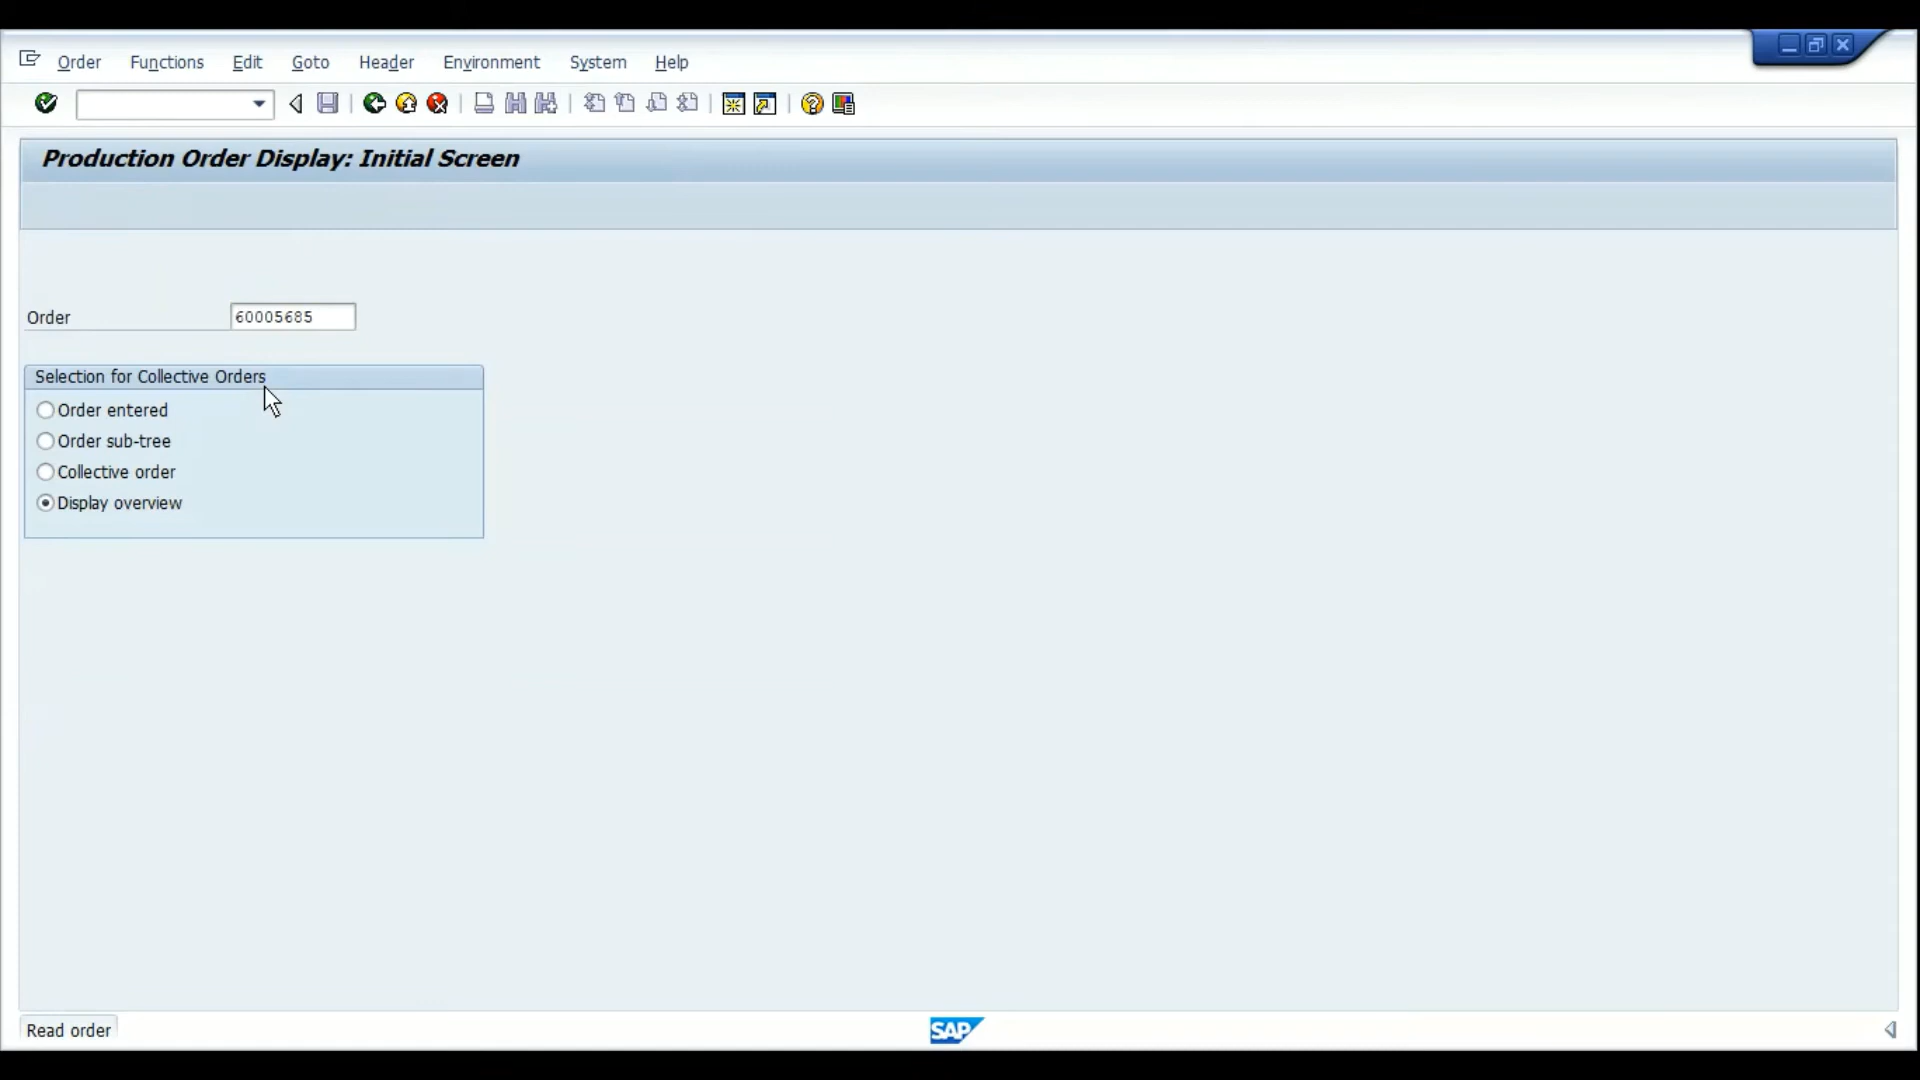 Order Functions Edit Goto Header Environment System Help
Production Order Display: Initial Screen
Order 60005685
Selection for Collective Orders
Order entered
Order sub-tree
Collective order
Display overview
Read order
SAP